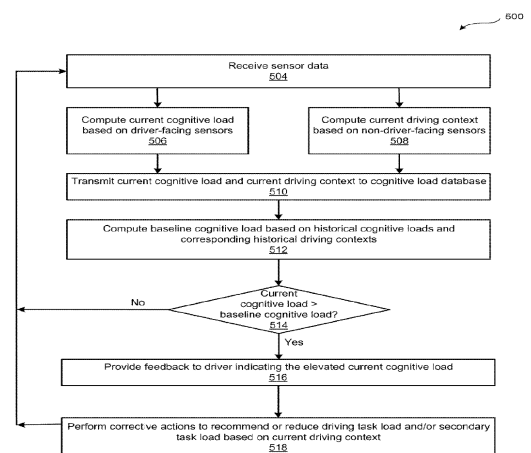 500
Receive sensor data
504
Compute current cognitive load
based on driver-facing sensors
506
Compute current driving context
based on non-driver-facing sensors
508
Transmit current cognitive load and current driving context to cognitive load database
510
Compute baseline cognitive load based on historical cognitive loads and
corresponding historical driving contexts
512
Current
cognitive load >
baseline cognitive load?
514
No
Yes
Provide feedback to driver indicating the elevated current cognitive load
516
Perform corrective actions to recommend or reduce driving task load and/or secondary
task load based on current driving context
518